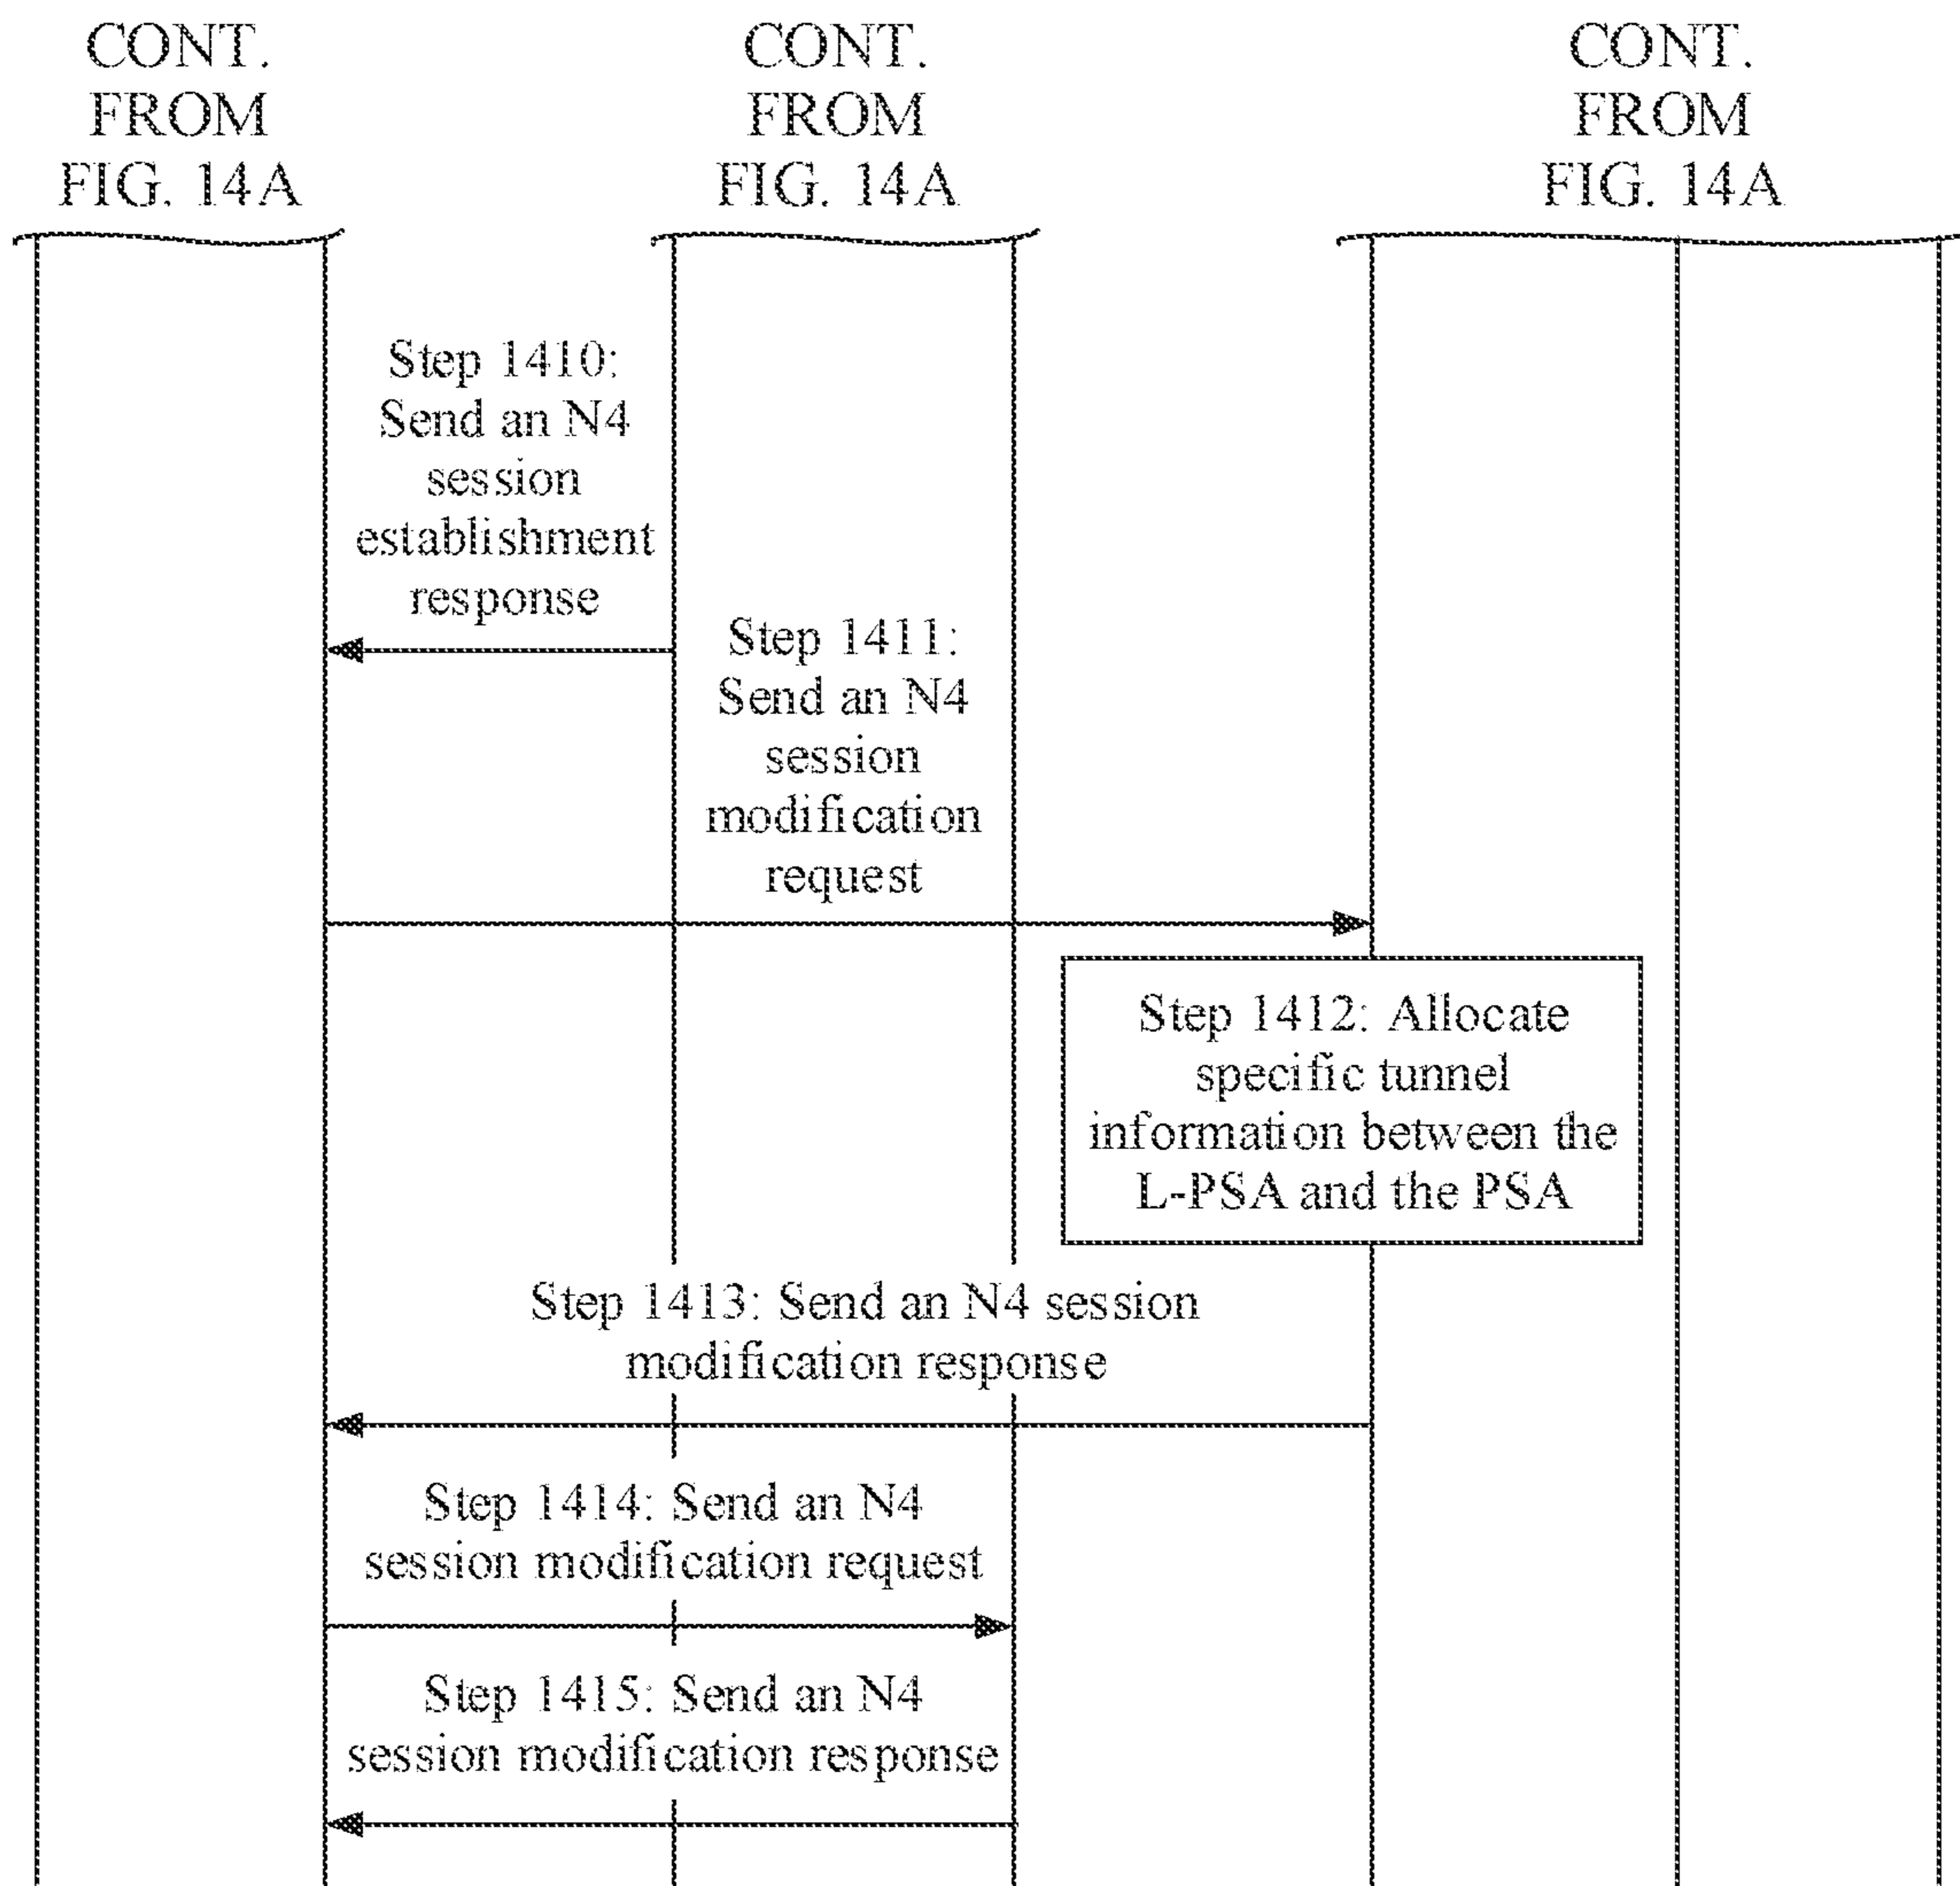 CONT.
FROM
FIG. 14A
CONT.
FROM
FIG. 14A
CONT.
FROM
FIG. 14A
Step 1410:
Send an N4
session
establishment
response
Step 1411:
Send an N4
session
modification
request
Step 1412: Allocate
specific tunnel
information between the
L-PSA and the PSA
Step 1413: Send an N4 session
modification response
Step 1414: Send an N4
session modification request
Step 1415: Send an N4
session modification response